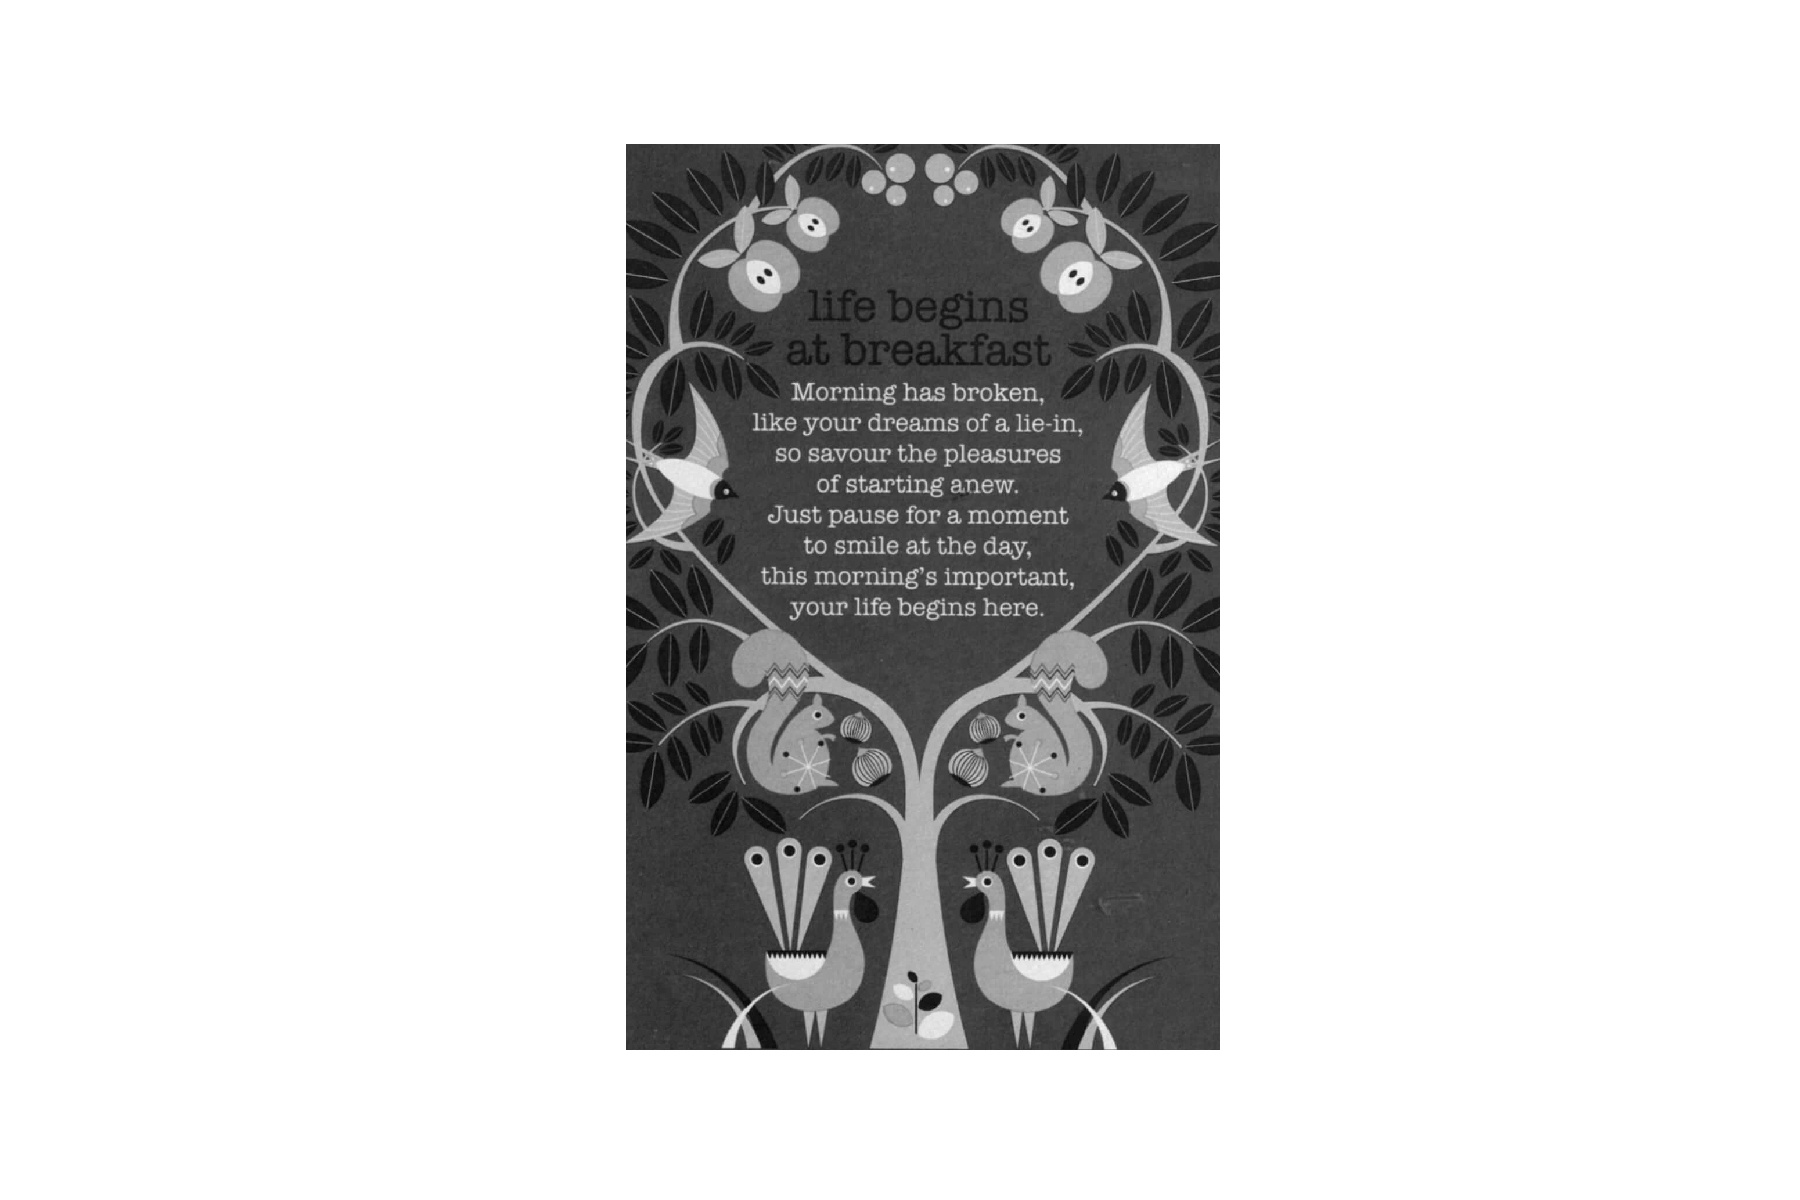 life begins
at breakfast
Morning has broken,
like your dreams of a lie-in,
so savour the pleasures
of starting anew.
Just pause for a moment
to smile at the day,
this morning's important,
your life begins here.